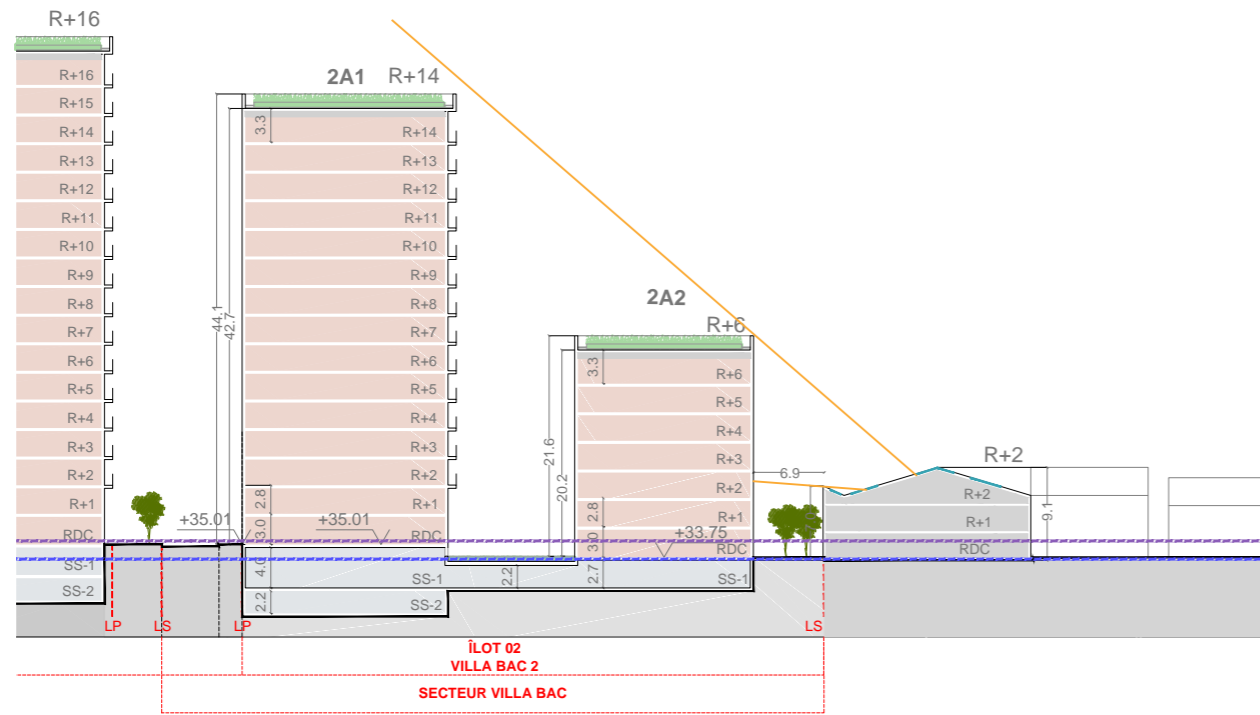 R+16
R+16
R+15
R+14
R+13
R+12
R+11
R+10
R+9
R+8
R+7
R+6
R+5
R+4
R+3
R+2
R+1
RDC
SS-1
SS-2
2A1 R+14
3.3
R+14
R+13
R+12
R+11
R+10
R+9
R+8
R+7
R+6
R+5
R+4
R+3
R+2
R+1
RDC
SS-1
SS-2
44.1
42.7
2.8
3.0
4.0
2.2
+35.01
+35.01
2A2
R+6
3.3
R+6
R+5
R+4
R+3
R+2
R+1
RDC
SS-1
21.6
20.2
2.8
3.0
2.7
2.2
+33.75
6.9
R+2
R+2
R+1
RDC
9.1
LP
LS
LP
LS
ÎLOT 02
VILLA BAC 2
SECTEUR VILLA BAC